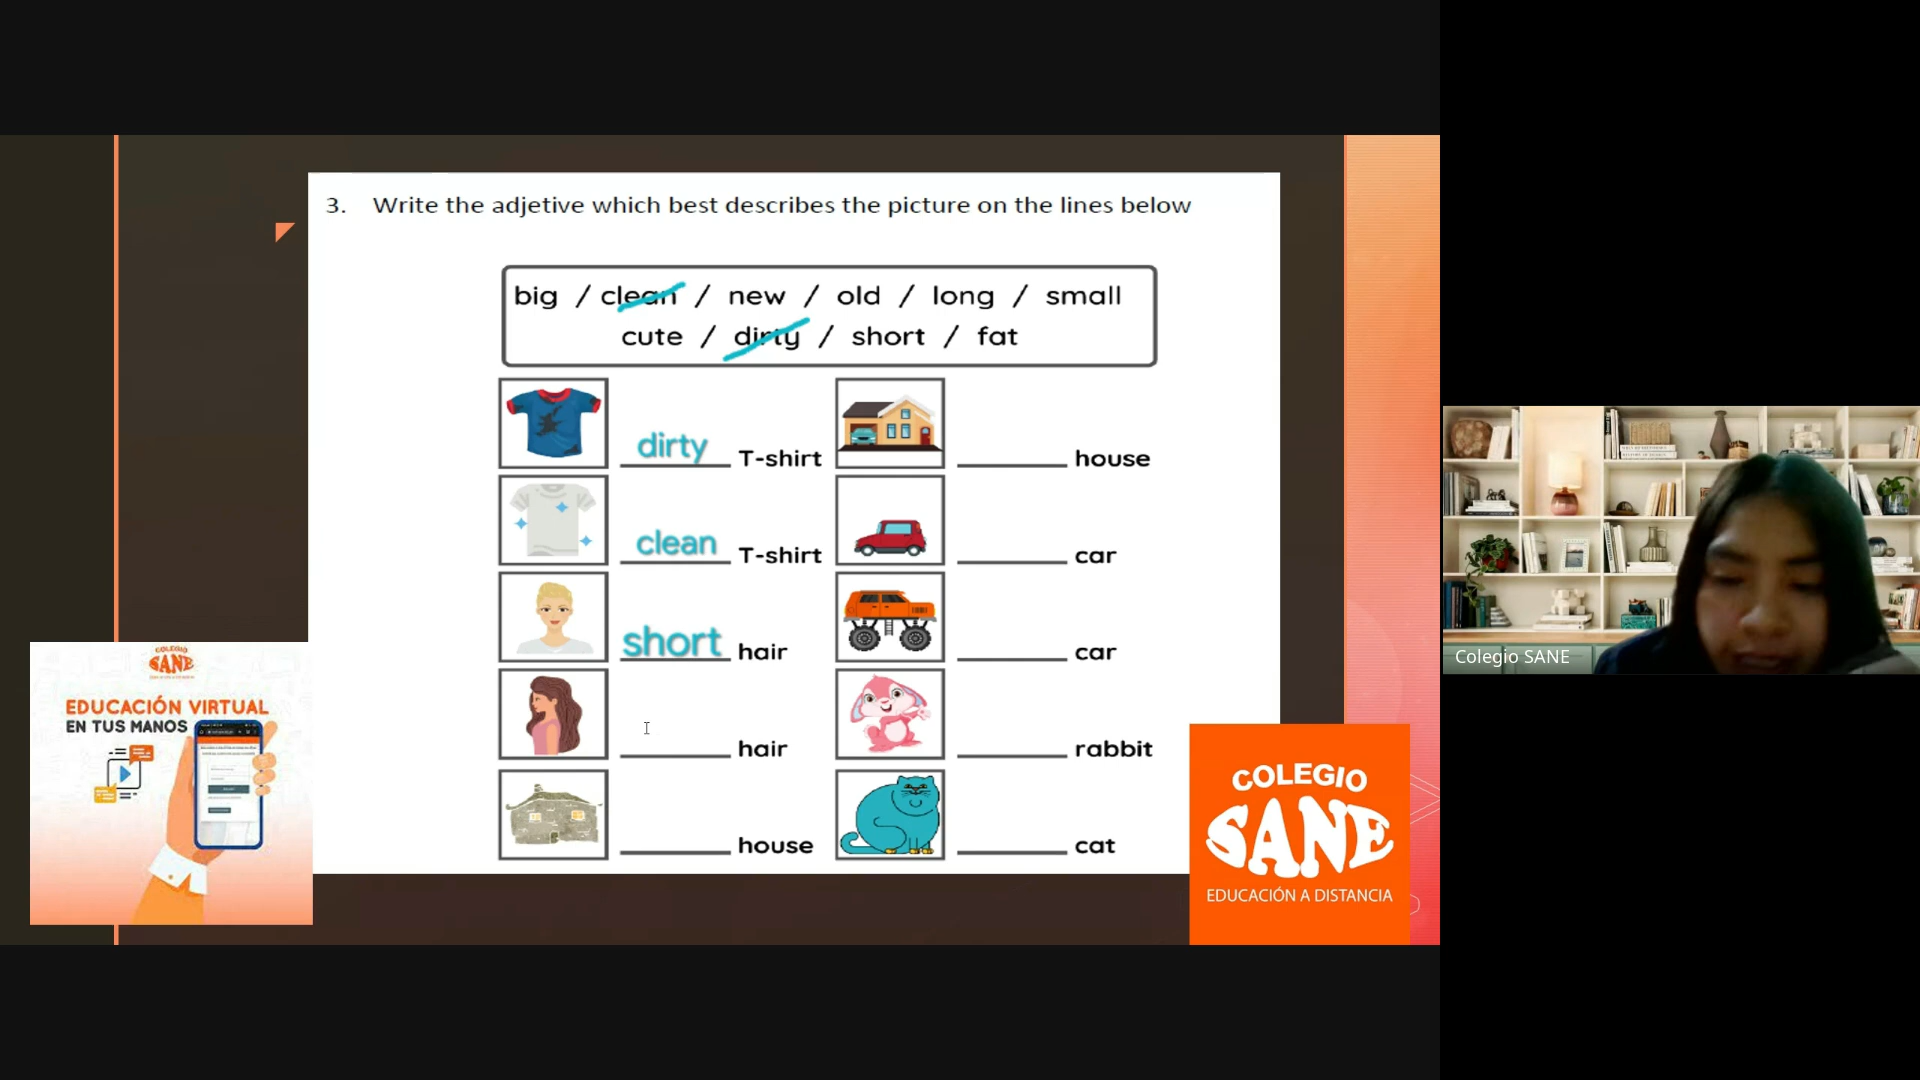 3. Write the adjetive which best describes the picture on the lines below
big / clean / new / old / long / small
cute / dirty / short / fat
dirty T-shirt
clean T-shirt
short hair
hair
house
house
car
car
rabbit
cat
COLEGIO
SANE
EDUCACIÓN VIRTUAL
EN TUS MANOS
COLEGIO
SANE
EDUCACIÓN A DISTANCIA
Colegio SANE